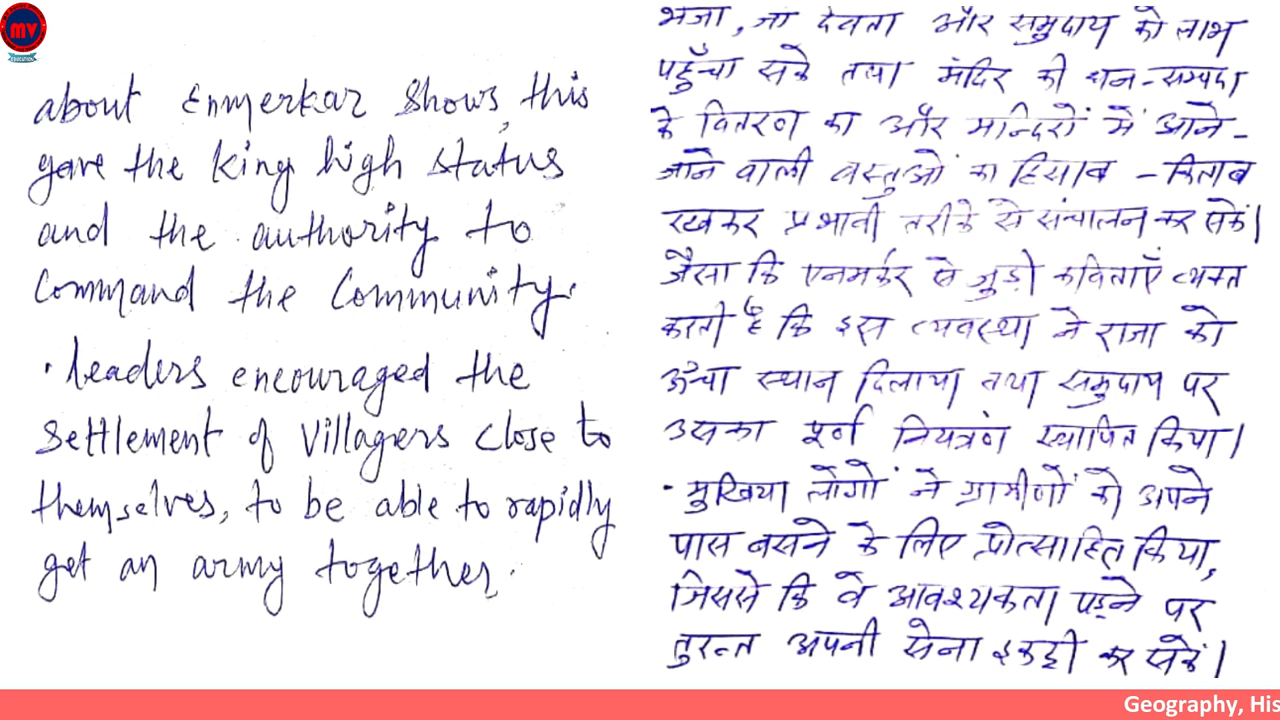 MV
EDUCATION
about Enmerkar shows, this
gave the king high status
and the authority to
Command the Community.
• leaders encouraged the
settlement of villagers close to
themselves, to be able to rapidly
get an army together.
भेजा, जो देवता और समुदाय को लाभ
पहुँचा सके तथा मंदिर की धन-सम्पदा
के वितरण का और मन्दिरों में आने-
जाने वाली वस्तुओं का हिसाब-किताब
रखकर प्रभावी तरीके से संचालन कर सकें।
जैसा कि एनमर्कर से जुड़ी कविताएँ व्यक्त
करती हैं कि इस व्यवस्था ने राजा को
ऊँचा स्थान दिलाया तथा समुदाय पर
उसका पूर्ण नियंत्रण स्थापित किया।
• मुखिया लोगों ने ग्रामीणों को अपने
पास बसने के लिए प्रोत्साहित किया,
जिससे कि वे आवश्यकता पड़ने पर
तुरन्त अपनी सेना इकट्ठी कर सकें।
Geography, His